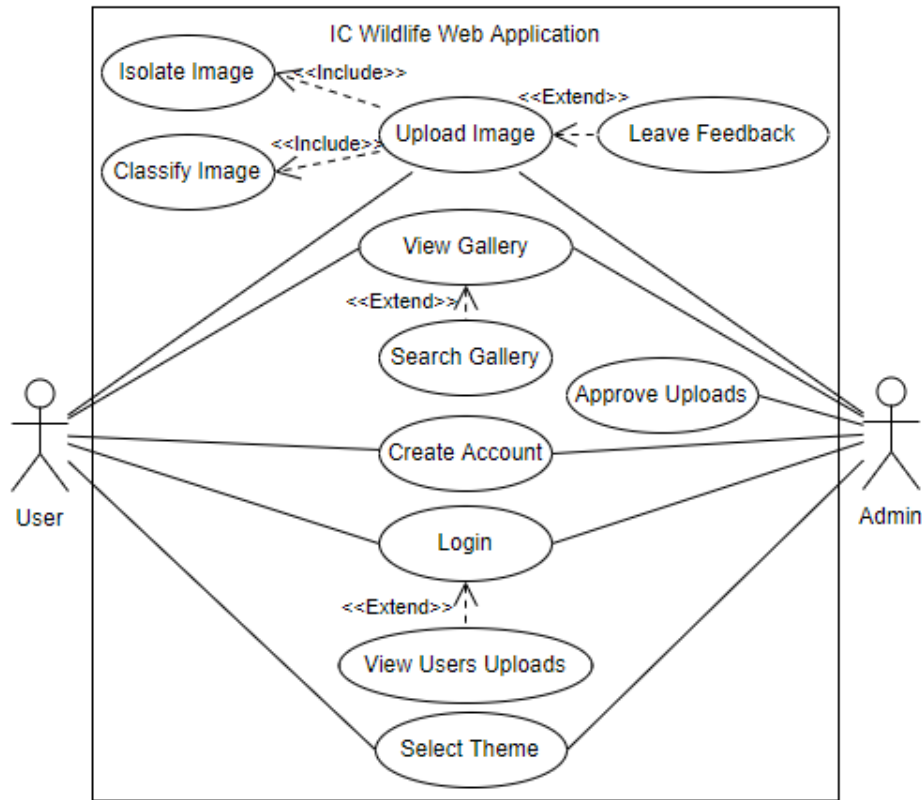 IC Wildlife Web Application
Isolate Image
<<Include>>
<<Extend>>
Upload Image
Leave Feedback
<<Include>>
Classify Image
View Gallery
<<Extend>>
Search Gallery
Approve Uploads
Create Account
User
Admin
Login
<<Extend>>
View Users Uploads
Select Theme